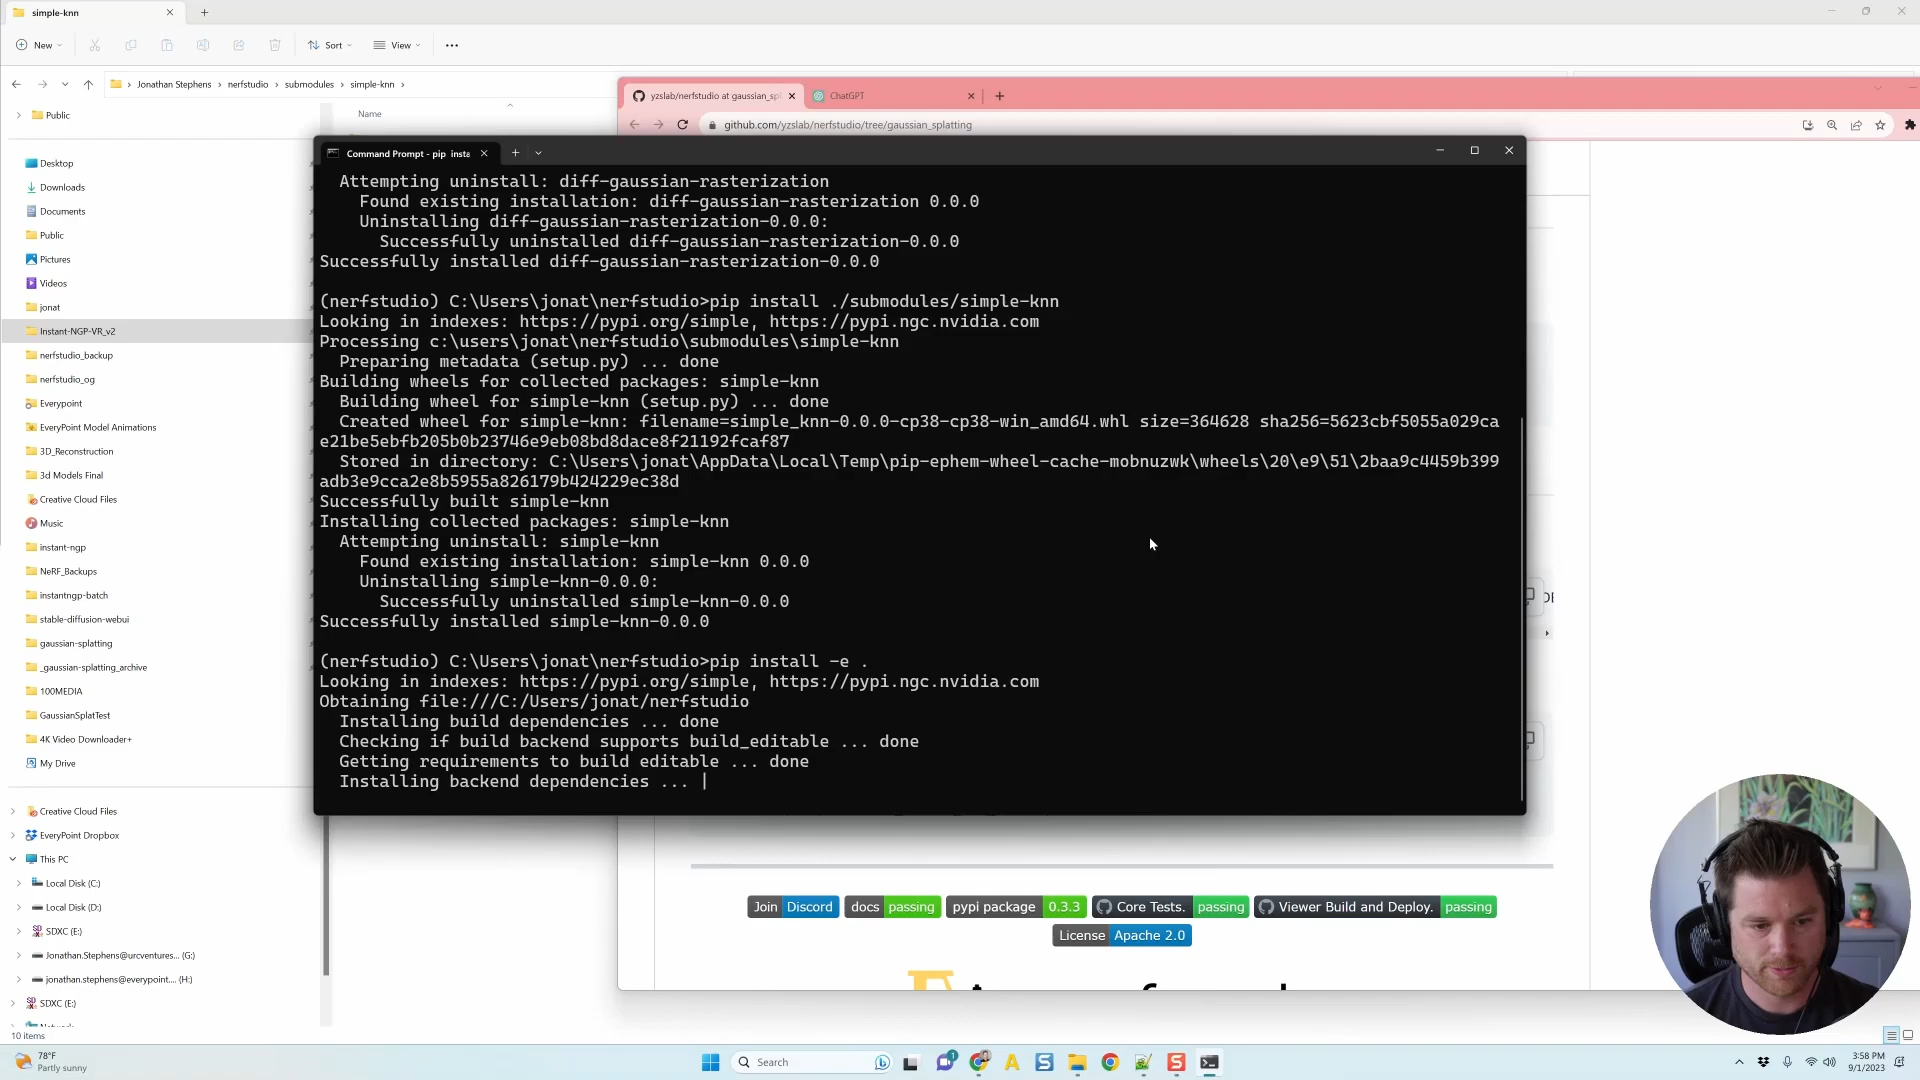 simple-knn
New
Sort
View
Jonathan Stephens > nerfstudio > submodules > simple-knn >
Name
Public
Desktop
Downloads
Documents
Public
Pictures
Videos
jonat
Instant-NGP-VR_v2
nerfstudio_backup
nerfstudio_og
Everypoint
EveryPoint Model Animations
3D_Reconstruction
3d Models Final
Creative Cloud Files
Music
instant-ngp
NeRF_Backups
instantngp-batch
stable-diffusion-webui
gaussian-splatting
_gaussian-splatting_archive
100MEDIA
GaussianSplatTest
4K Video Downloader+
My Drive
Creative Cloud Files
EveryPoint Dropbox
This PC
Local Disk (C:)
Local Disk (D:)
SDXC (E:)
Jonathan.Stephens@urcventures... (G:)
jonathan.stephens@everypoint.... (H:)
SDXC (E:)
10 items
yzslab/nerfstudio at gaussian_spl
ChatGPT
github.com/yzslab/nerfstudio/tree/gaussian_splatting
Command Prompt - pip insta
Attempting uninstall: diff-gaussian-rasterization
Found existing installation: diff-gaussian-rasterization 0.0.0
Uninstalling diff-gaussian-rasterization-0.0.0:
Successfully uninstalled diff-gaussian-rasterization-0.0.0
Successfully installed diff-gaussian-rasterization-0.0.0
(nerfstudio) C:\Users\jonat\nerfstudio>pip install ./submodules/simple-knn
Looking in indexes: https://pypi.org/simple, https://pypi.ngc.nvidia.com
Processing c:\users\jonat\nerfstudio\submodules\simple-knn
Preparing metadata (setup.py) ... done
Building wheels for collected packages: simple-knn
Building wheel for simple-knn (setup.py) ... done
Created wheel for simple-knn: filename=simple_knn-0.0.0-cp38-cp38-win_amd64.whl size=364628 sha256=5623cbf5055a029ca
e21be5ebfb205b0b23746e9eb08bd8dace8f21192fcaf87
Stored in directory: C:\Users\jonat\AppData\Local\Temp\pip-ephem-wheel-cache-mobnuzwk\wheels\20\e9\51\2baa9c4459b399
adb3e9cca2e8b5955a826179b424229ec38d
Successfully built simple-knn
Installing collected packages: simple-knn
Attempting uninstall: simple-knn
Found existing installation: simple-knn 0.0.0
Uninstalling simple-knn-0.0.0:
Successfully uninstalled simple-knn-0.0.0
Successfully installed simple-knn-0.0.0
(nerfstudio) C:\Users\jonat\nerfstudio>pip install -e .
Looking in indexes: https://pypi.org/simple, https://pypi.ngc.nvidia.com
Obtaining file:///C:/Users/jonat/nerfstudio
Installing build dependencies ... done
Checking if build backend supports build_editable ... done
Getting requirements to build editable ... done
Installing backend dependencies ... |
Join Discord docs passing pypi package 0.3.3 Core Tests. passing Viewer Build and Deploy. passing
License Apache 2.0
78°F
Partly sunny
Search
3:58 PM
9/1/2023